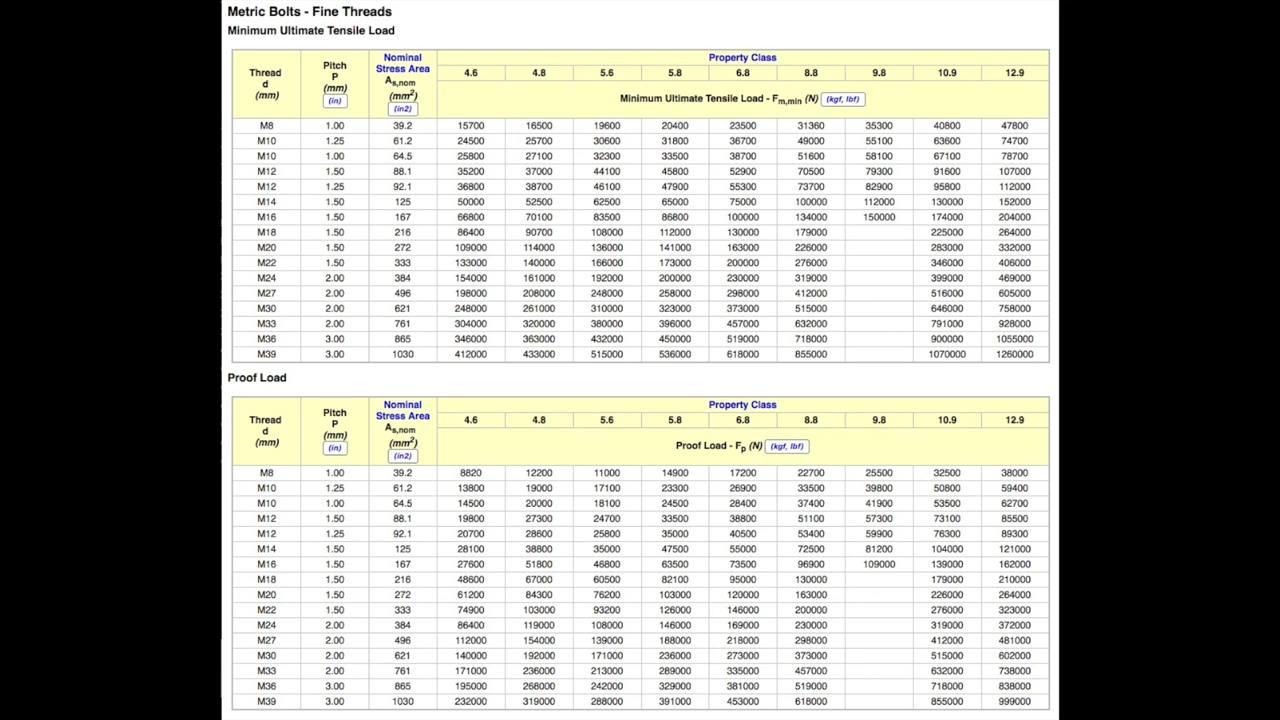 Metric Bolts - Fine Threads
Minimum Ultimate Tensile Load
Thread d (mm) Pitch P (mm) (in) Nominal Stress Area As,nom (mm2) (in2) Property Class
4.6 4.8 5.6 5.8 6.8 8.8 9.8 10.9 12.9
Minimum Ultimate Tensile Load - Fm,min (N) (kgf, lbf)
M8 1.00 39.2 15700 16500 19600 20400 23500 31360 35300 40800 47800
M10 1.25 61.2 24500 25700 30600 31800 36700 49000 55100 63600 74700
M10 1.00 64.5 25800 27100 32300 33500 38700 51600 58100 67100 78700
M12 1.50 88.1 35200 37000 44100 45800 52900 70500 79300 91600 107000
M12 1.25 92.1 36800 38700 46100 47900 55300 73700 82900 95800 112000
M14 1.50 125 50000 52500 62500 65000 75000 100000 112000 130000 152000
M16 1.50 167 66800 70100 83500 86800 100000 134000 150000 174000 204000
M18 1.50 216 86400 90700 108000 112000 130000 179000 225000 264000
M20 1.50 272 109000 114000 136000 141000 163000 226000 283000 332000
M22 1.50 333 133000 140000 166000 173000 200000 276000 346000 406000
M24 2.00 384 154000 161000 192000 200000 230000 319000 399000 469000
M27 2.00 496 198000 208000 248000 258000 298000 412000 516000 605000
M30 2.00 621 248000 261000 310000 323000 373000 515000 646000 758000
M33 2.00 761 304000 320000 380000 396000 457000 632000 791000 928000
M36 3.00 865 346000 363000 432000 450000 519000 718000 900000 1055000
M39 3.00 1030 412000 433000 515000 536000 618000 855000 1070000 1260000
Proof Load
Thread d (mm) Pitch P (mm) (in) Nominal Stress Area As,nom (mm2) (in2) Property Class
4.6 4.8 5.6 5.8 6.8 8.8 9.8 10.9 12.9
Proof Load - Fp (N) (kgf, lbf)
M8 1.00 39.2 8820 12200 11000 14900 17200 22700 25500 32500 38000
M10 1.25 61.2 13800 19000 17100 23300 26900 33500 39800 50800 59400
M10 1.00 64.5 14500 20000 18100 24500 28400 37400 41900 53500 62700
M12 1.50 88.1 19800 27300 24700 33500 38800 51100 57300 73100 85500
M12 1.25 92.1 20700 28600 25800 35000 40500 53400 59900 76300 89300
M14 1.50 125 28100 38800 35000 47500 55000 72500 81200 104000 121000
M16 1.50 167 27600 51800 46800 63500 73500 96900 109000 139000 162000
M18 1.50 216 48600 67000 60500 82100 95000 130000 179000 210000
M20 1.50 272 61200 84300 76200 103000 120000 163000 226000 264000
M22 1.50 333 74900 103000 93200 126000 146000 200000 276000 323000
M24 2.00 384 86400 119000 108000 146000 169000 230000 319000 372000
M27 2.00 496 112000 154000 139000 188000 218000 298000 412000 481000
M30 2.00 621 140000 192000 171000 236000 273000 373000 515000 602000
M33 2.00 761 171000 236000 213000 289000 335000 457000 632000 738000
M36 3.00 865 195000 268000 242000 329000 381000 519000 718000 838000
M39 3.00 1030 232000 319000 288000 391000 453000 618000 855000 999000